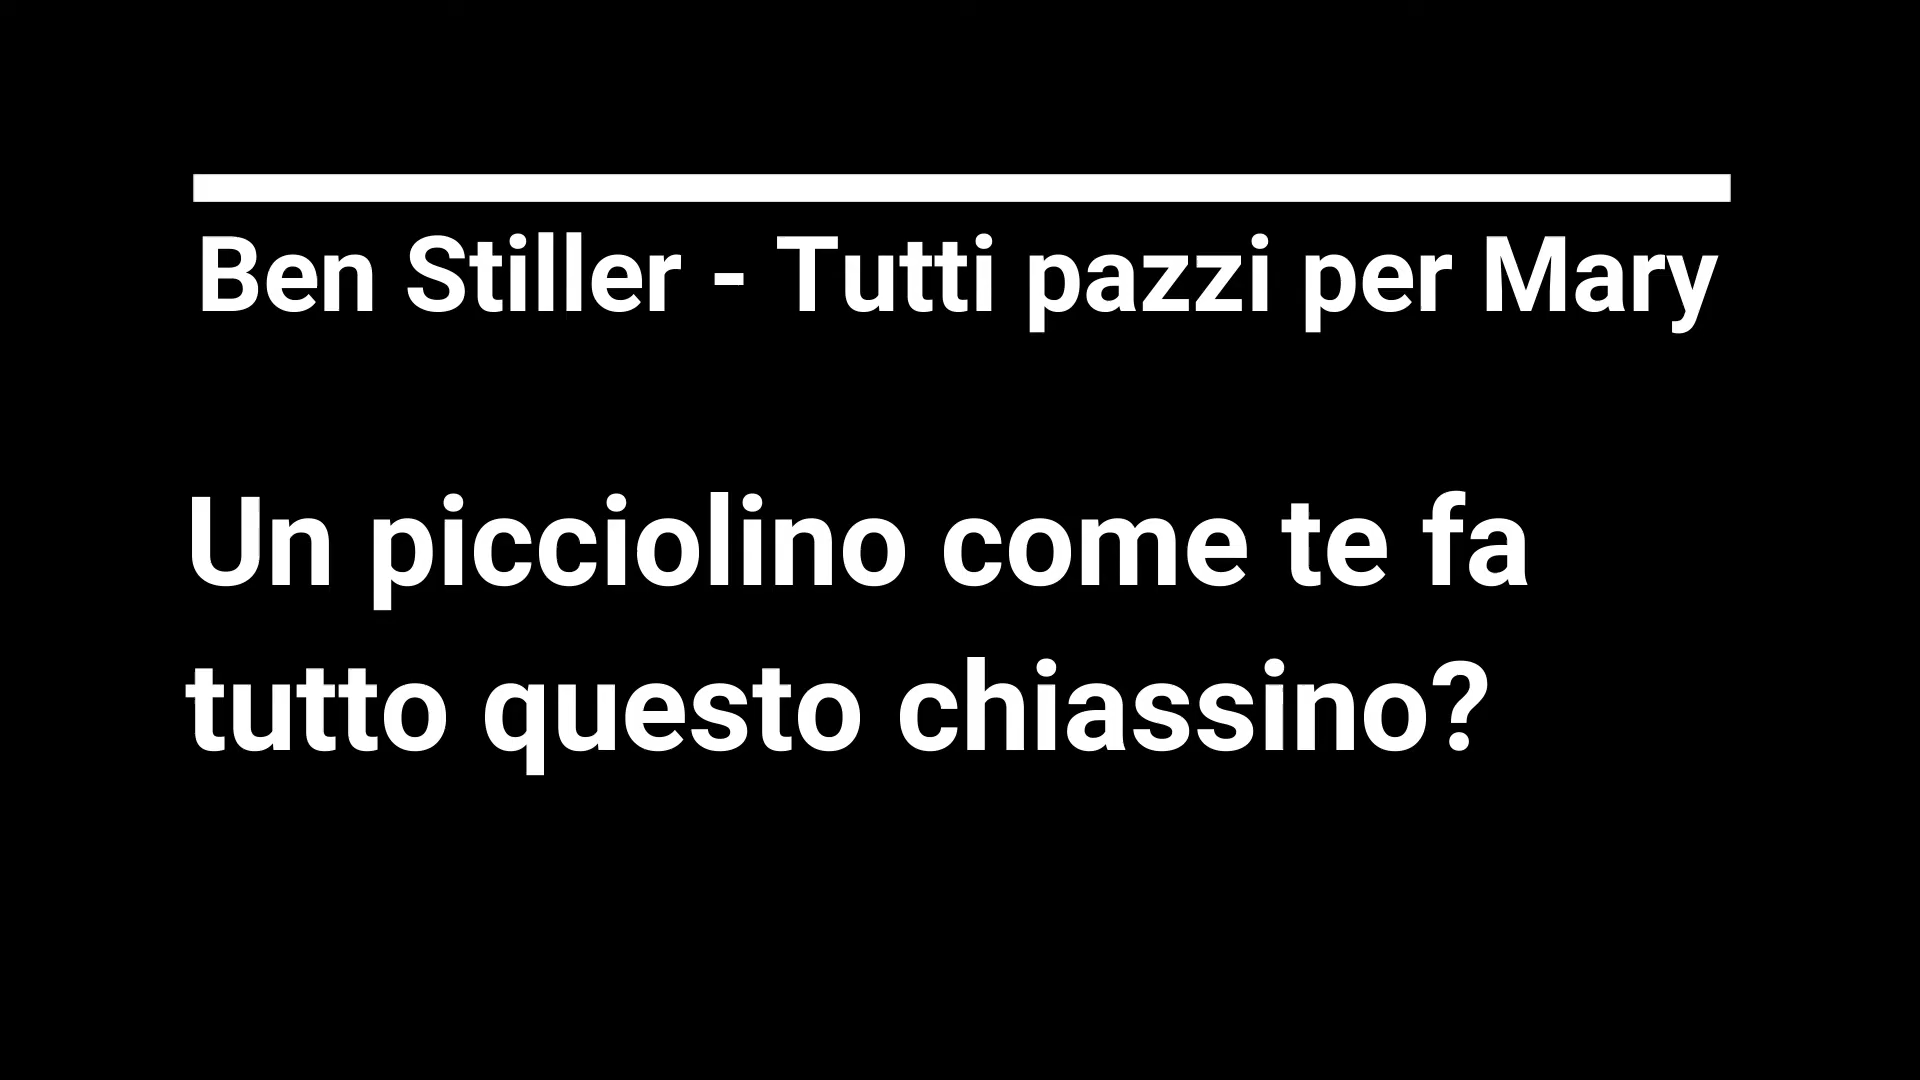 Ben Stiller - Tutti pazzi per Mary
Un picciolino come te fa
tutto questo chiassino?